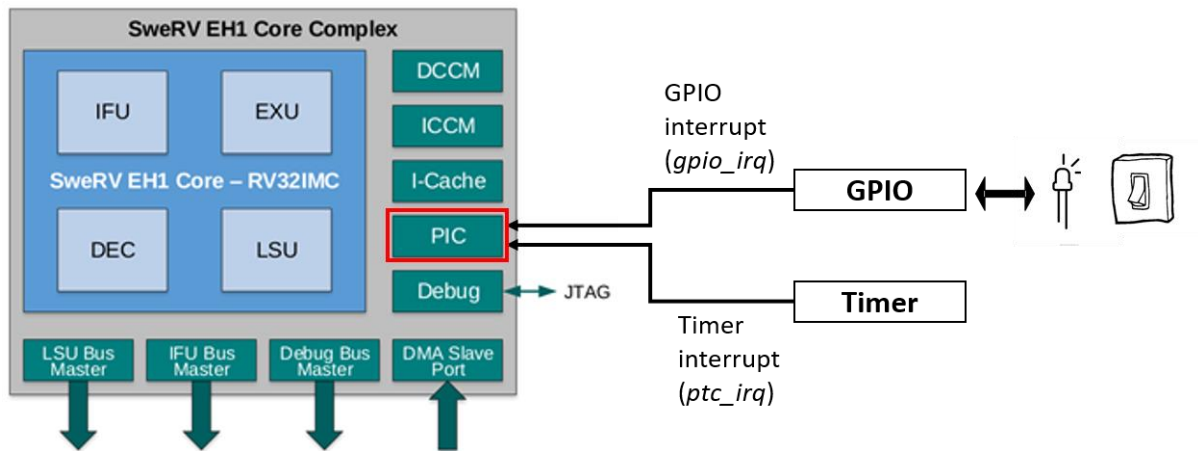 SweRV EH1 Core Complex
IFU
EXU
SweRV EH1 Core – RV32IMC
DEC
LSU
DCCM
ICCM
I-Cache
PIC
Debug
JTAG
LSU Bus
Master
IFU Bus
Master
Debug Bus
Master
DMA Slave
Port
GPIO
interrupt
(gpio_irq)
GPIO
Timer
Timer
interrupt
(ptc_irq)